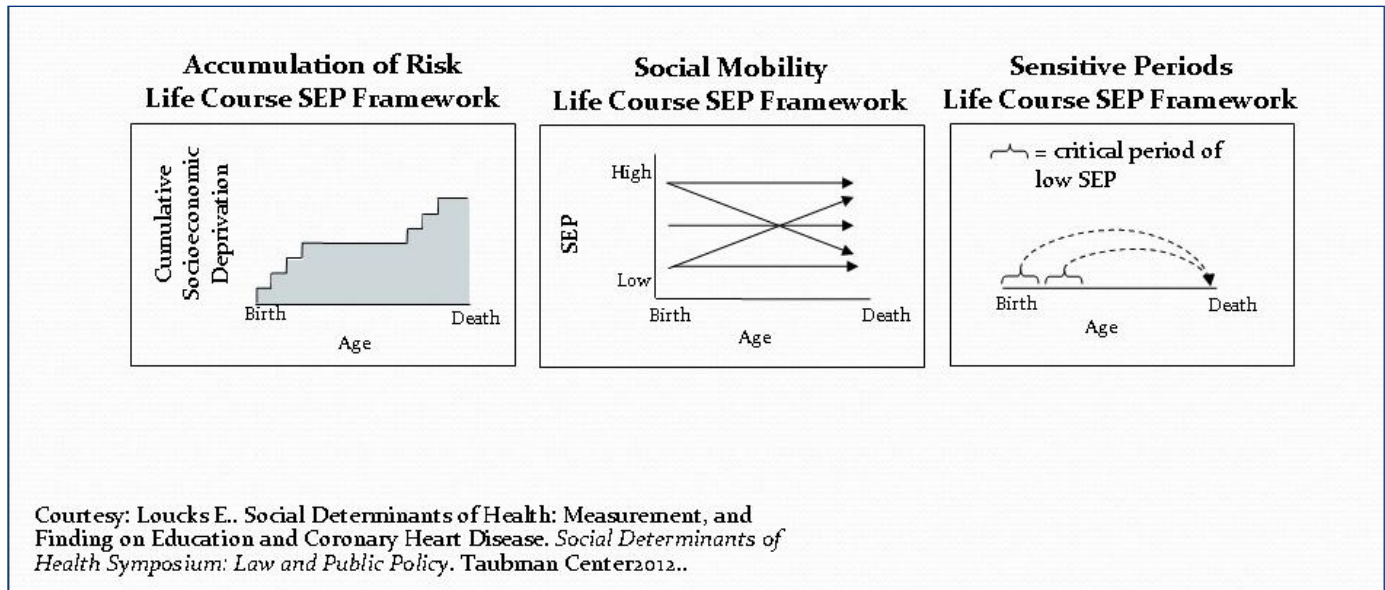 Accumulation of Risk
Life Course SEP Framework
Cumulative
Socioeconomic
Deprivation
Birth
Death
Age
Social Mobility
Life Course SEP Framework
High
SEP
Low
Birth
Death
Age
Sensitive Periods
Life Course SEP Framework
= critical period of
low SEP
Birth
Death
Age
Courtesy: Loucks E.. Social Determinants of Health: Measurement, and
Finding on Education and Coronary Heart Disease. Social Determinants of
Health Symposium: Law and Public Policy. Taubman Center2012..